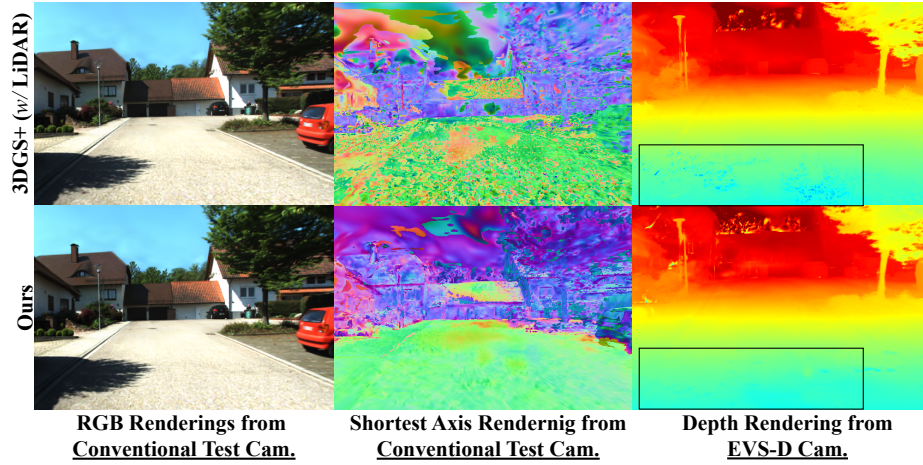 3DGS+ (w/ LiDAR)
Ours
RGB Renderings from
Conventional Test Cam.
Shortest Axis Rendernig from
Conventional Test Cam.
Depth Rendering from
EVS-D Cam.